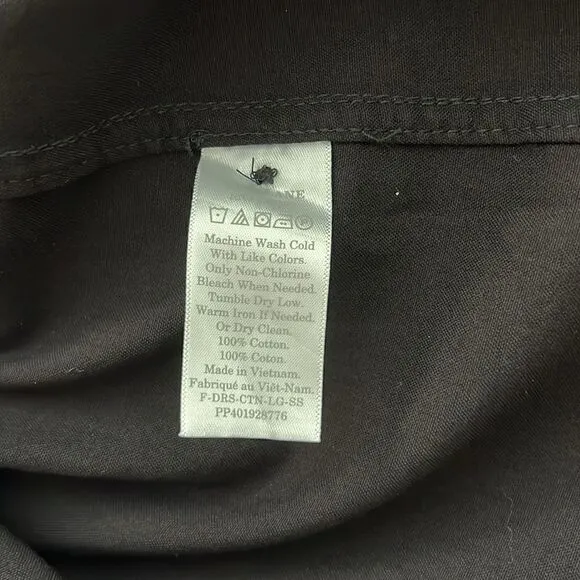 Machine Wash Cold
With Like Colors.
Only Non-Chlorine
Bleach When Needed.
Tumble Dry Low.
Warm Iron If Needed.
Or Dry Clean.
100% Cotton.
100% Coton.
Made in Vietnam.
Fabriqué au Viêt-Nam.
F-DRS-CTN-LG-SS
PP401928776